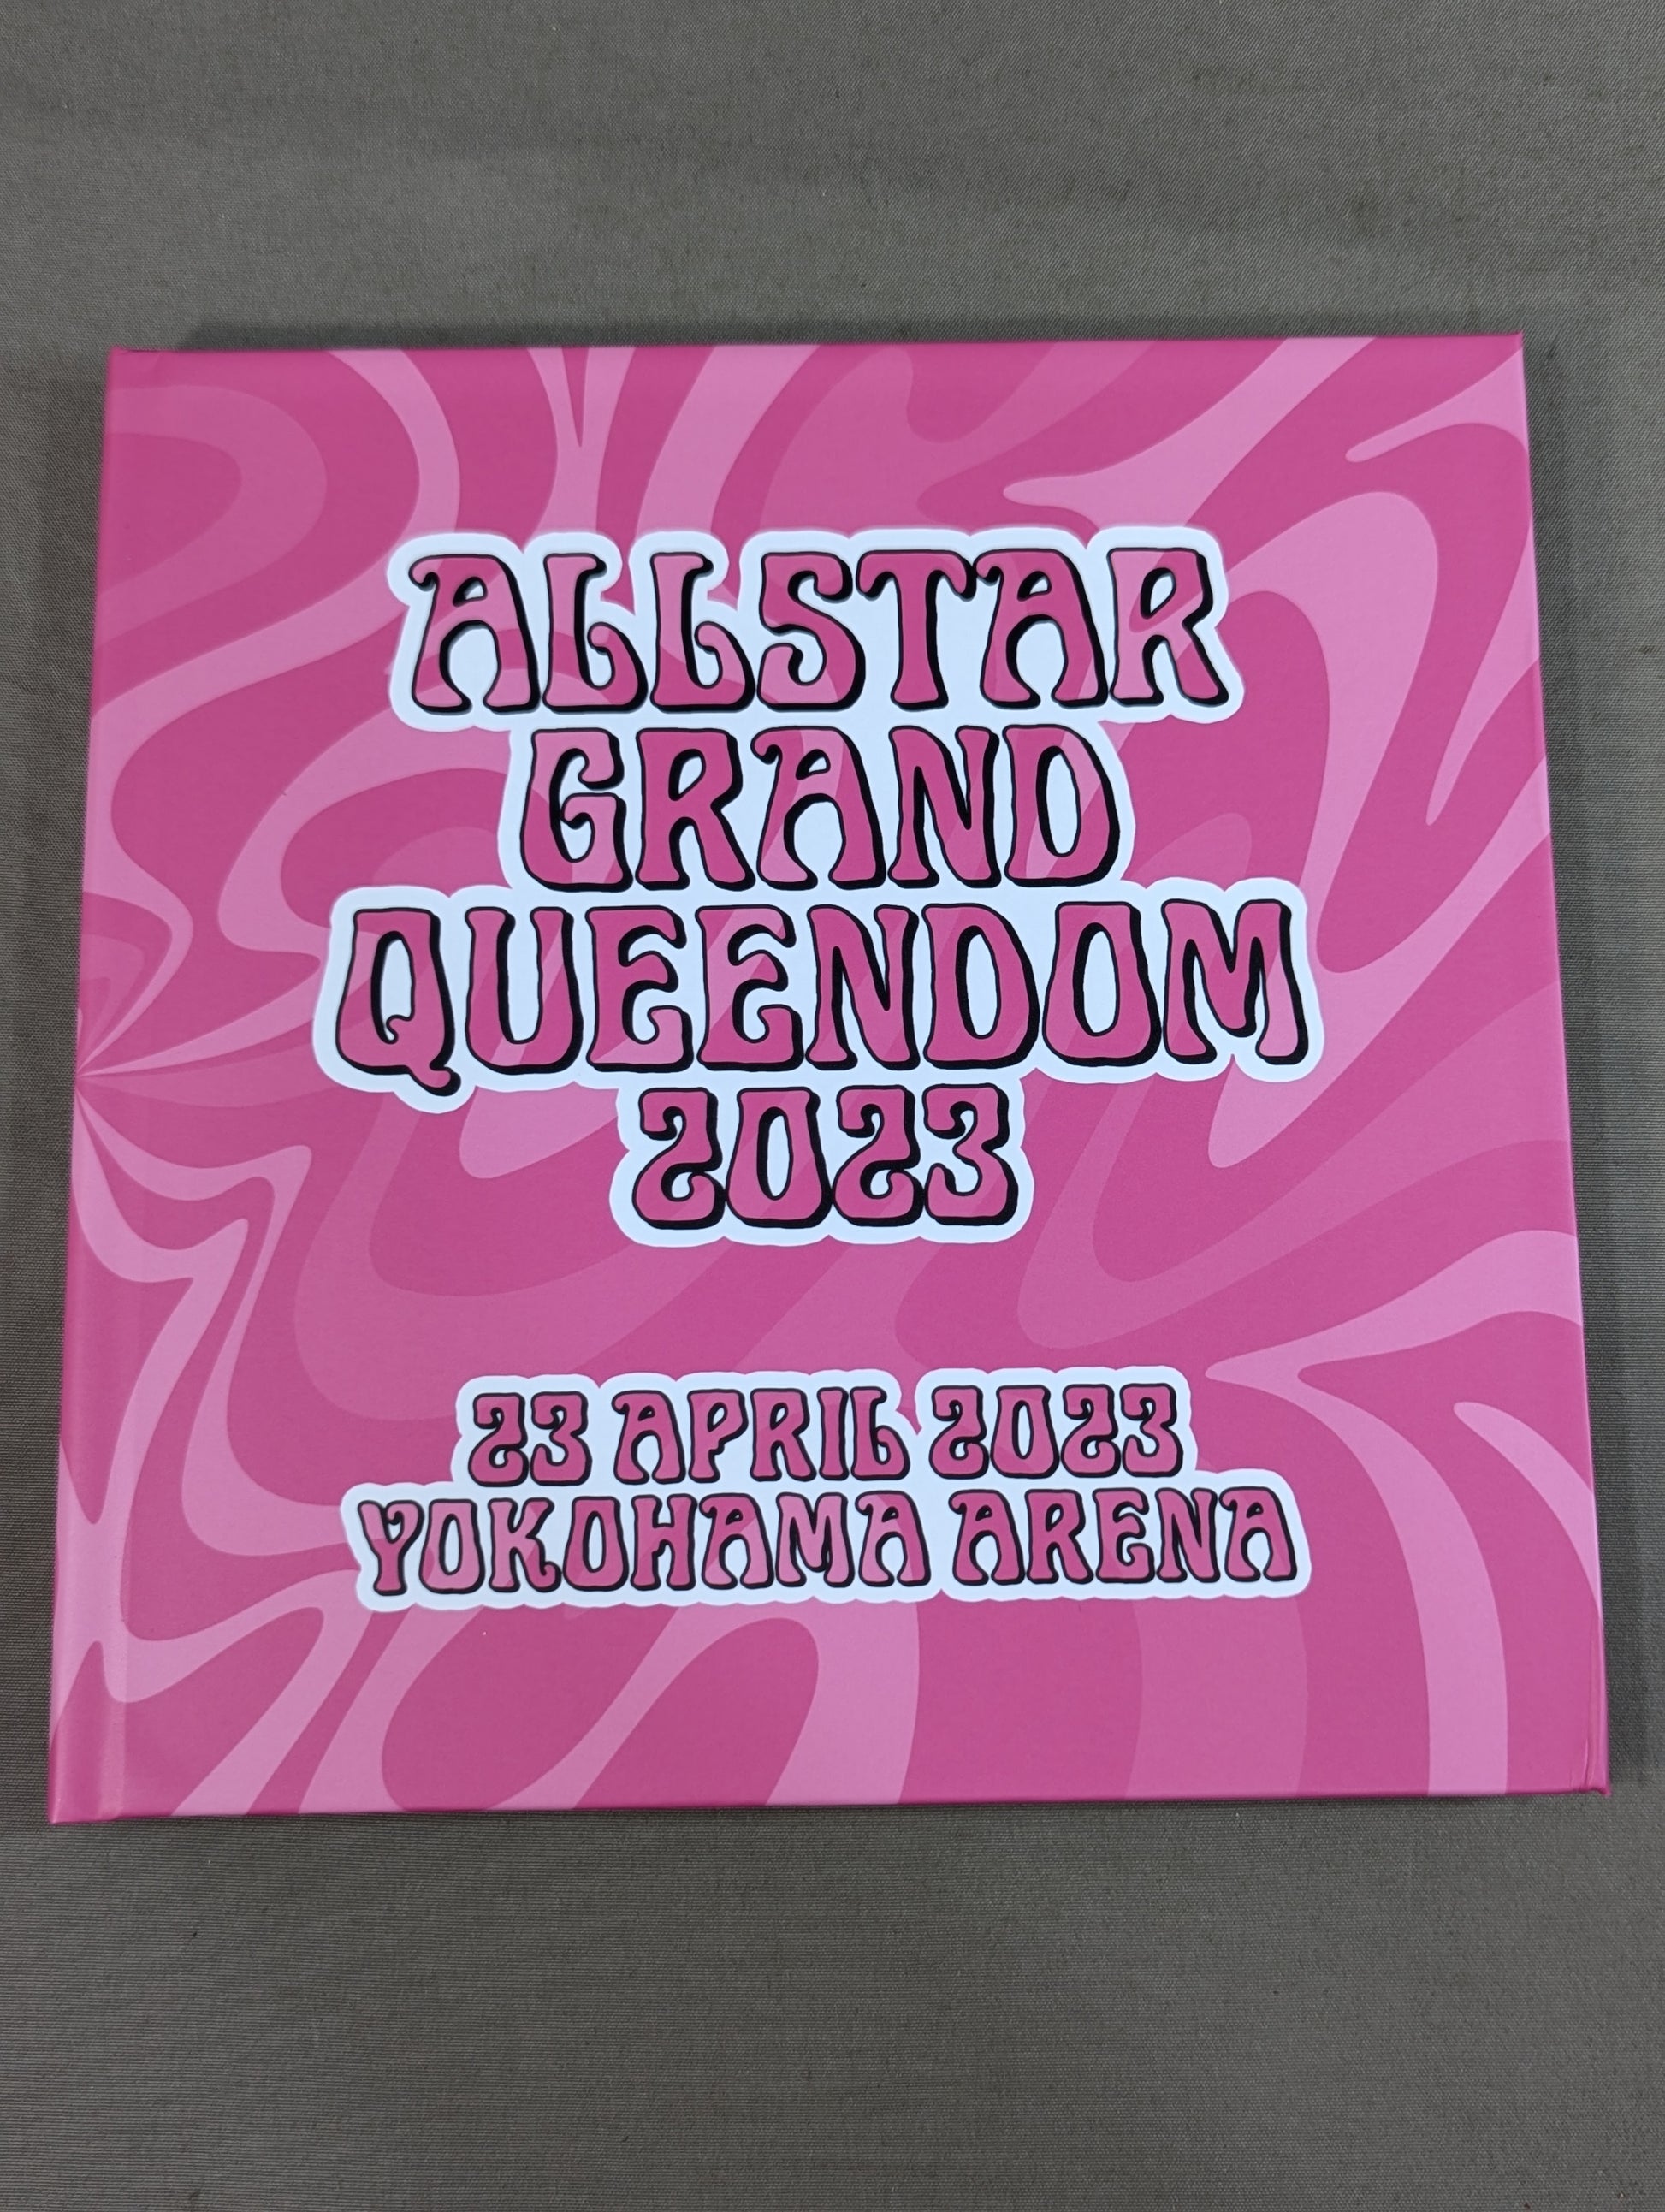 ALLSTAR
GRAND
QUEENDOM
2023
23 APRIL 2023
YOKOHAMA ARENA